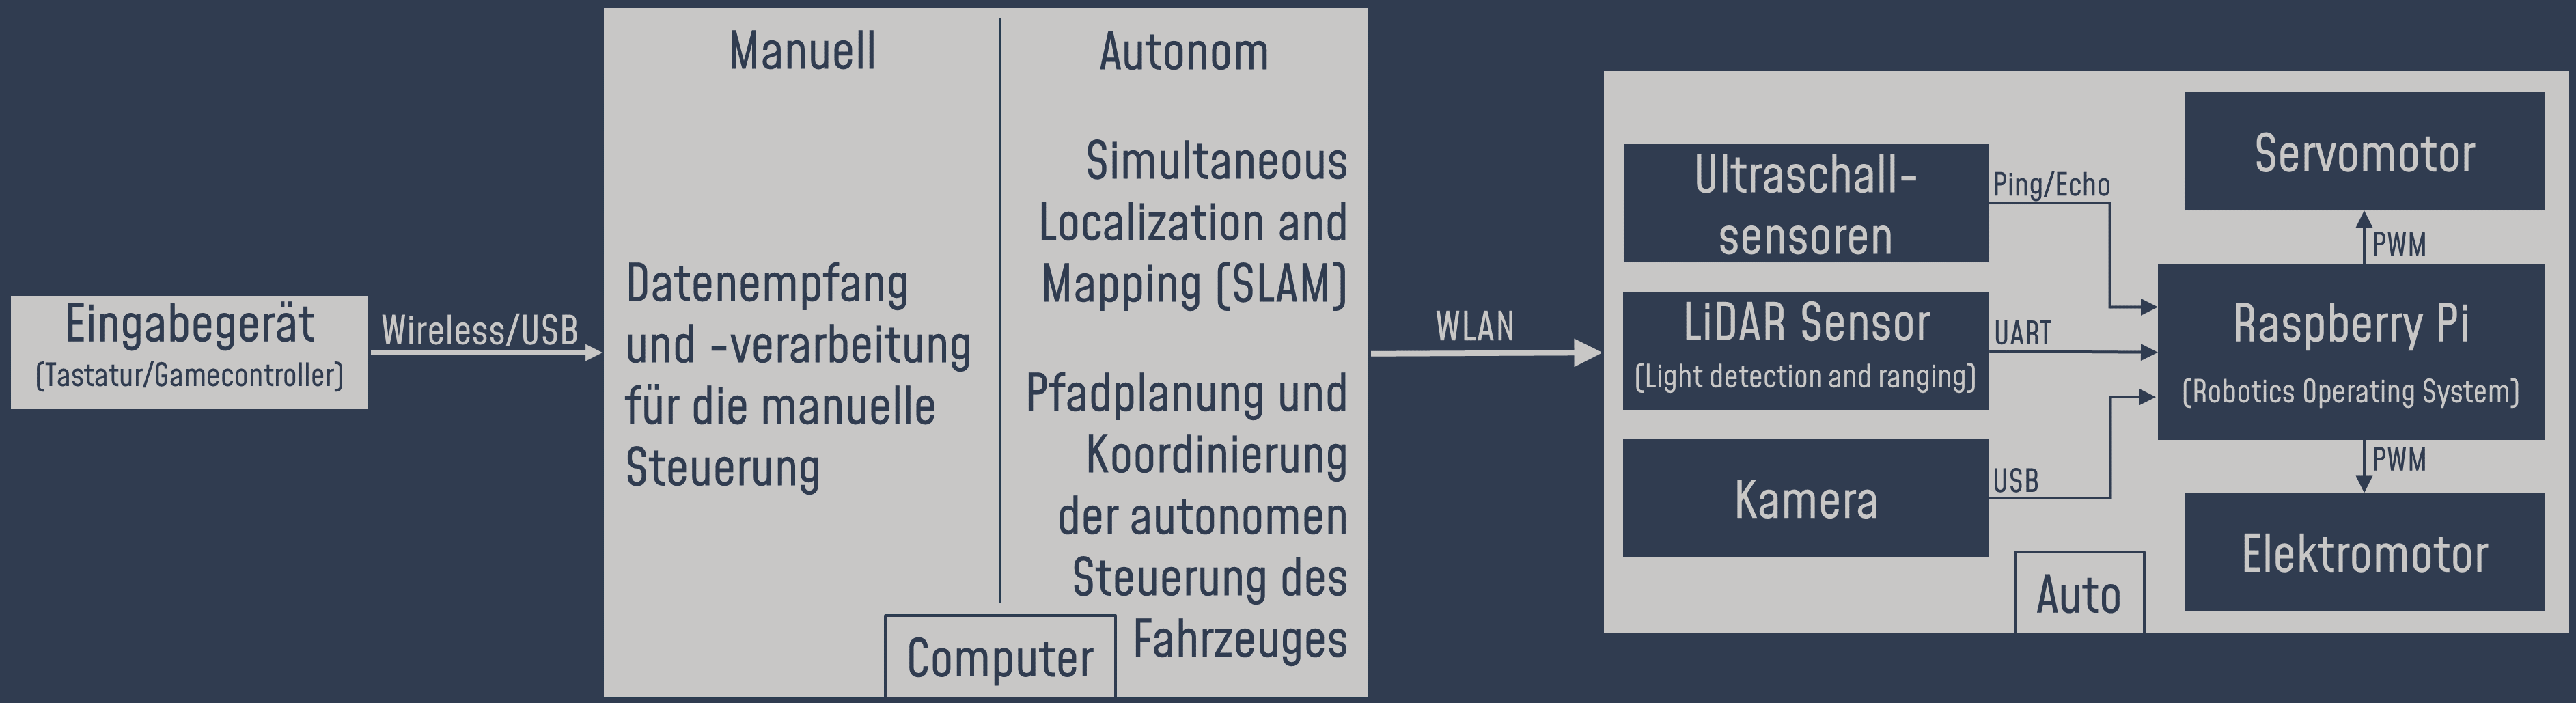 Eingabegerät
(Tastatur/Gamecontroller)
Wireless/USB
Manuell
Datenempfang
und -verarbeitung
für die manuelle
Steuerung
Autonom
Simultaneous
Localization and
Mapping (SLAM)
Pfadplanung und
Koordinierung
der autonomen
Steuerung des
Fahrzeuges
Computer
WLAN
Ultraschall-
sensoren
Ping/Echo
LiDAR Sensor
(Light detection and ranging)
UART
Kamera
USB
Servomotor
PWM
Raspberry Pi
(Robotics Operating System)
PWM
Elektromotor
Auto